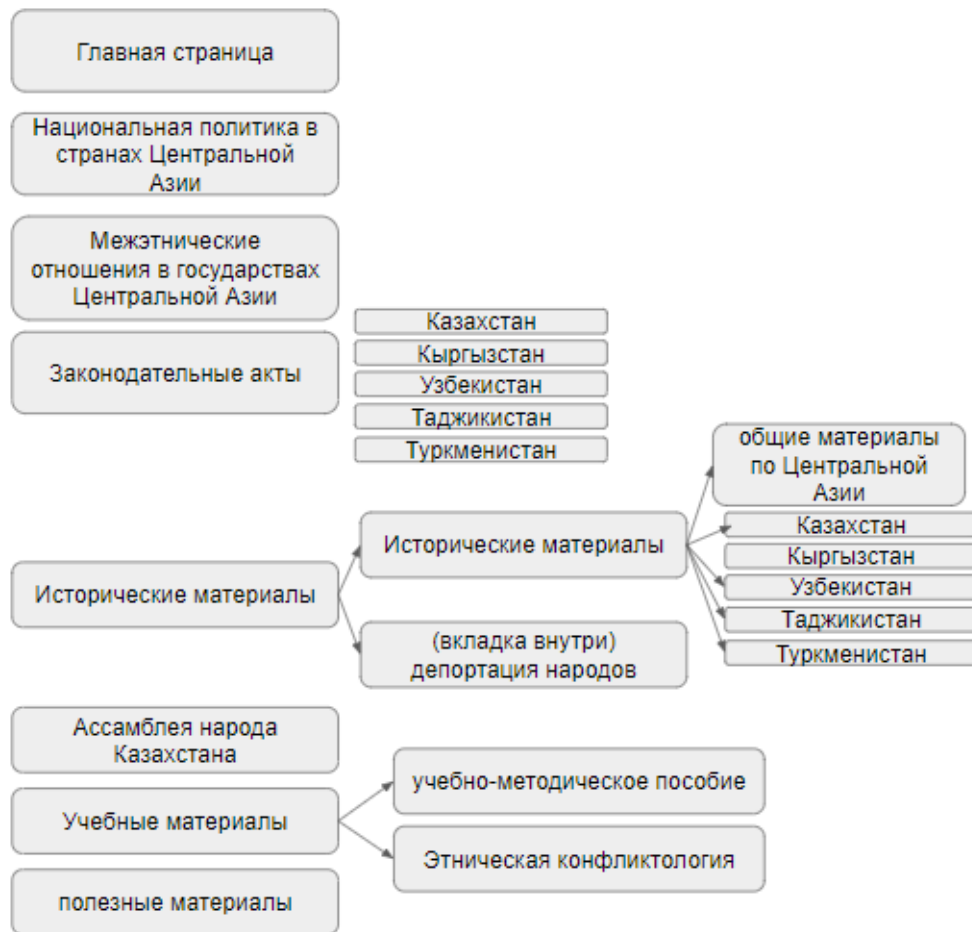 Главная страница
Национальная политика в
странах Центральной
Азии
Межэтнические
отношения в государствах
Центральной Азии
Законодательные акты
Казахстан
Кыргызстан
Узбекистан
Таджикистан
Туркменистан
Исторические материалы
Исторические материалы
общие материалы
по Центральной
Азии
Казахстан
Кыргызстан
Узбекистан
Таджикистан
Туркменистан
(вкладка внутри)
депортация народов
Ассамблея народа
Казахстана
Учебные материалы
учебно-методическое пособие
Этническая конфликтология
полезные материалы